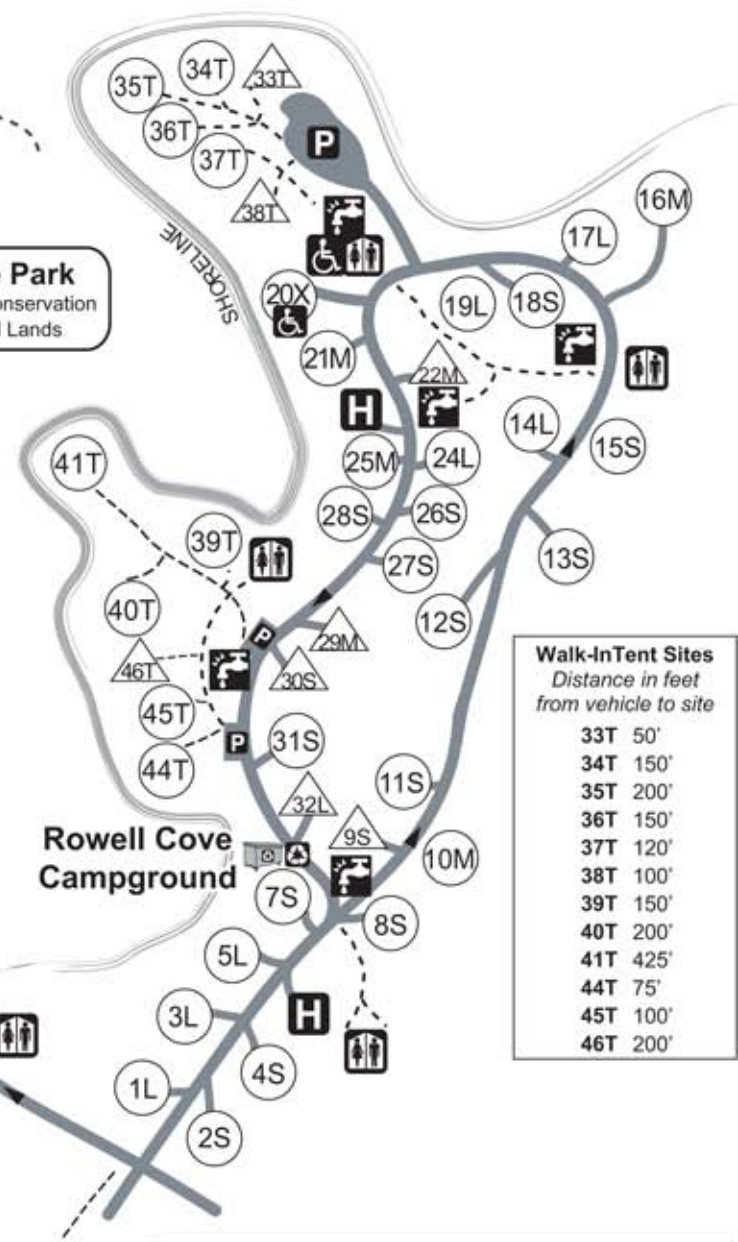 34T
33T
35T
36T
37T
P
38T
16M
17L
SHORELINE
Park
onservation
Lands
20X
19L
18S
21M
22M
H
14L
15S
25M
24L
41T
28S
26S
39T
27S
13S
40T
12S
P
29M
46T
30S
45T
P
31S
44T
11S
32L
9S
Rowell Cove
Campground
10M
7S
8S
5L
3L
H
4S
1L
2S
Walk-InTent Sites
Distance in feet
from vehicle to site
33T 50'
34T 150'
35T 200'
36T 150'
37T 120'
38T 100'
39T 150'
40T 200'
41T 425'
44T 75'
45T 100'
46T 200'